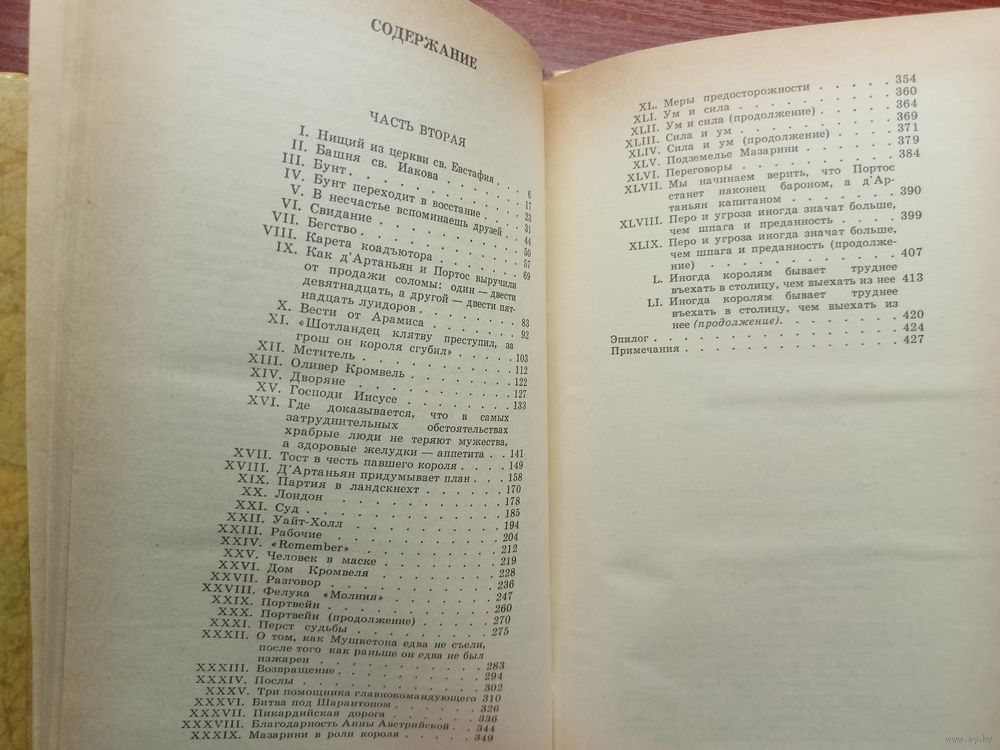 СОДЕРЖАНИЕ
ЧАСТЬ ВТОРАЯ
I. Нищий из церкви св. Евстафия . 6
II. Башня св. Иакова . . . . . 17
III. Бунт . . . . . . . . . 23
IV. Бунт переходит в восстание . . . 31
V. В несчастье вспоминаешь друзей . . 44
VI. Свидание . . . . . . . . 50
VII. Бегство . . . . . . . . 57
VIII. Карета коадъютора . . . . . 69
IX. Как д'Артаньян и Портос выручили
от продажи соломы: один — двести
девятнадцать, а другой — двести пят-
надцать луидоров . . . . . . 83
X. Вести от Арамиса . . . . . . 92
XI. «Шотландец клятву преступил, за
грош он короля сгубил» . . . . . 103
XII. Мститель . . . . . . . . 112
XIII. Оливер Кромвель . . . . . . 122
XIV. Дворяне . . . . . . . . 127
XV. Господи Иисусе . . . . . . 133
XVI. Где доказывается, что в самых
затруднительных обстоятельствах
храбрые люди не теряют мужества,
а здоровые желудки — аппетита . . 141
XVII. Тост в честь павшего короля . . . . 149
XVIII. Д'Артаньян придумывает план . . . 158
XIX. Партия в ландскнехт . . . . . . 170
XX. Лондон . . . . . . . . . 178
XXI. Суд . . . . . . . . . . 185
XXII. Уайт-Холл . . . . . . . . 194
XXIII. Рабочие . . . . . . . . . 204
XXIV. «Remember» . . . . . . . . 212
XXV. Человек в маске . . . . . . . 219
XXVI. Дом Кромвеля . . . . . . . 228
XXVII. Разговор . . . . . . . . . 236
XXVIII. Фелука «Молния» . . . . . . . 247
XXIX. Портвейн . . . . . . . . . 260
XXX. Портвейн (продолжение) . . . . . 270
XXXI. Перст судьбы . . . . . . . . 275
XXXII. О том, как Мушкетона едва не съели,
после того как раньше он едва не был
изжарен . . . . . . . . . 283
XXXIII. Возвращение . . . . . . . . 294
XXXIV. Послы . . . . . . . . . . 302
XXXV. Три помощника главнокомандующего 310
XXXVI. Битва под Шарантоном . . . . . 326
XXXVII. Пикардийская дорога . . . . . . 336
XXXVIII. Благодарность Анны Австрийской . . 344
XXXIX. Мазарини в роли короля . . . . . 349
XL. Меры предосторожности . . . . . 354
XLI. Ум и сила . . . . . . . . 360
XLII. Ум и сила (продолжение) . . . . . 364
XLIII. Сила и ум . . . . . . . . 369
XLIV. Сила и ум (продолжение) . . . . . 371
XLV. Подземелье Мазарини . . . . . . 379
XLVI. Переговоры . . . . . . . . 384
XLVII. Мы начинаем верить, что Портос
станет наконец бароном, а д'Ар-
таньян капитаном . . . . . . 390
XLVIII. Перо и угроза иногда значат больше,
чем шпага и преданность . . . . . 399
XLIX. Перо и угроза иногда значат больше,
чем шпага и преданность (продолже-
ние) . . . . . . . . . . 407
L. Иногда королям бывает труднее
въехать в столицу, чем выехать из нее 413
LI. Иногда королям бывает труднее
въехать в столицу, чем выехать из
нее (продолжение). . . . . . . 420
Эпилог . . . . . . . . . . . . 424
Примечания . . . . . . . . . . . 427
www.ay.by